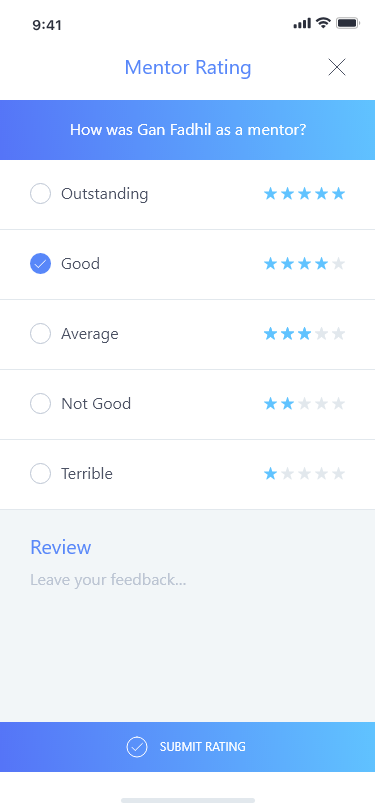 9:41
Mentor Rating
How was Gan Fadhil as a mentor?
Outstanding
Good
Average
Not Good
Terrible
Review
Leave your feedback...
SUBMIT RATING